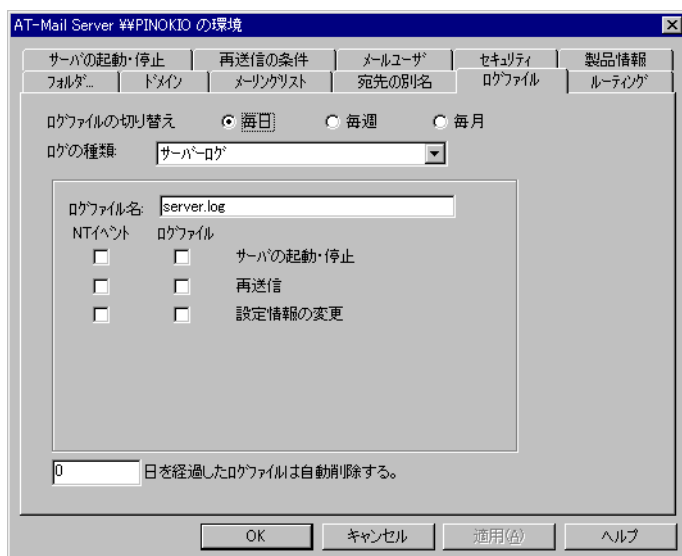 AT-Mail Server ¥¥PINOKIO の環境
サーバの起動・停止 再送信の条件 メールユーザ セキュリティ 製品情報
フォルダ... ドメイン メーリングリスト 宛先の別名 ログファイル ルーティング
ログファイルの切り替え 毎日 毎週 毎月
ログの種類: サーバーログ
ログファイル名: server.log
NTイベント ログファイル
サーバの起動・停止
再送信
設定情報の変更
0 日を経過したログファイルは自動削除する。
OK キャンセル 適用(A) ヘルプ